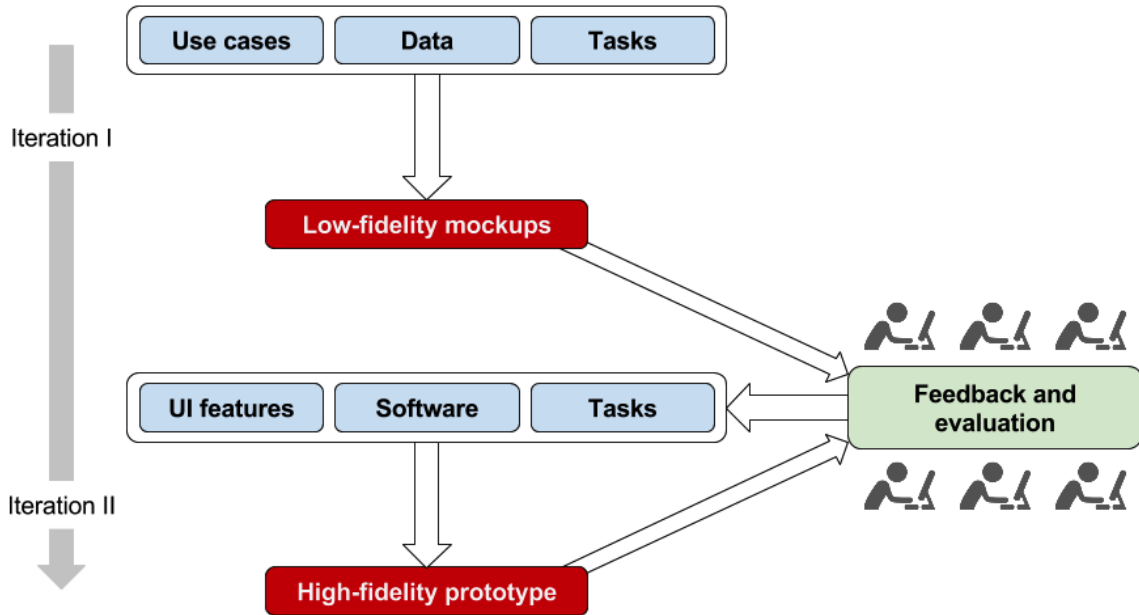 Use cases
Data
Tasks
Iteration I
Low-fidelity mockups
Feedback and
evaluation
UI features
Software
Tasks
Iteration II
High-fidelity prototype